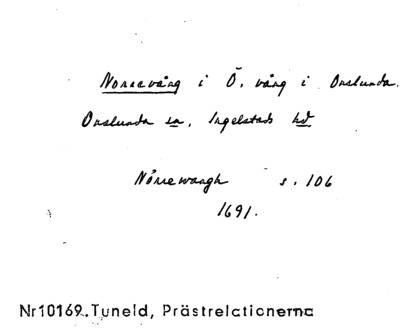 Norrevång i Ö. vång i Onslunda.
Onslunda sn, Ingelstads hd
Nörrewangh s. 106
1691.
Nr10169. Tuneld, Prästrelationerna